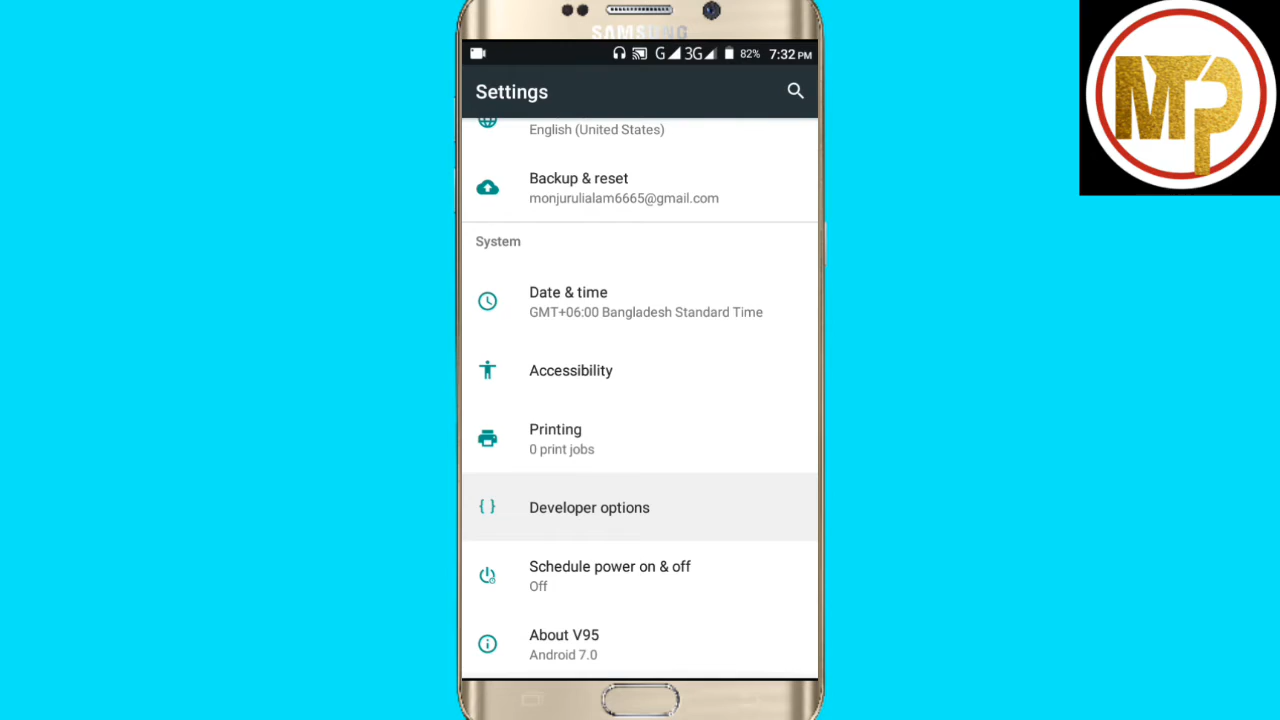 SAMSUNG
G 3G 82% 7:32 PM
Settings
English (United States)
Backup & reset
monjurulialam6665@gmail.com
System
Date & time
GMT+06:00 Bangladesh Standard Time
Accessibility
Printing
0 print jobs
{ } Developer options
Schedule power on & off
Off
About V95
Android 7.0
MTP